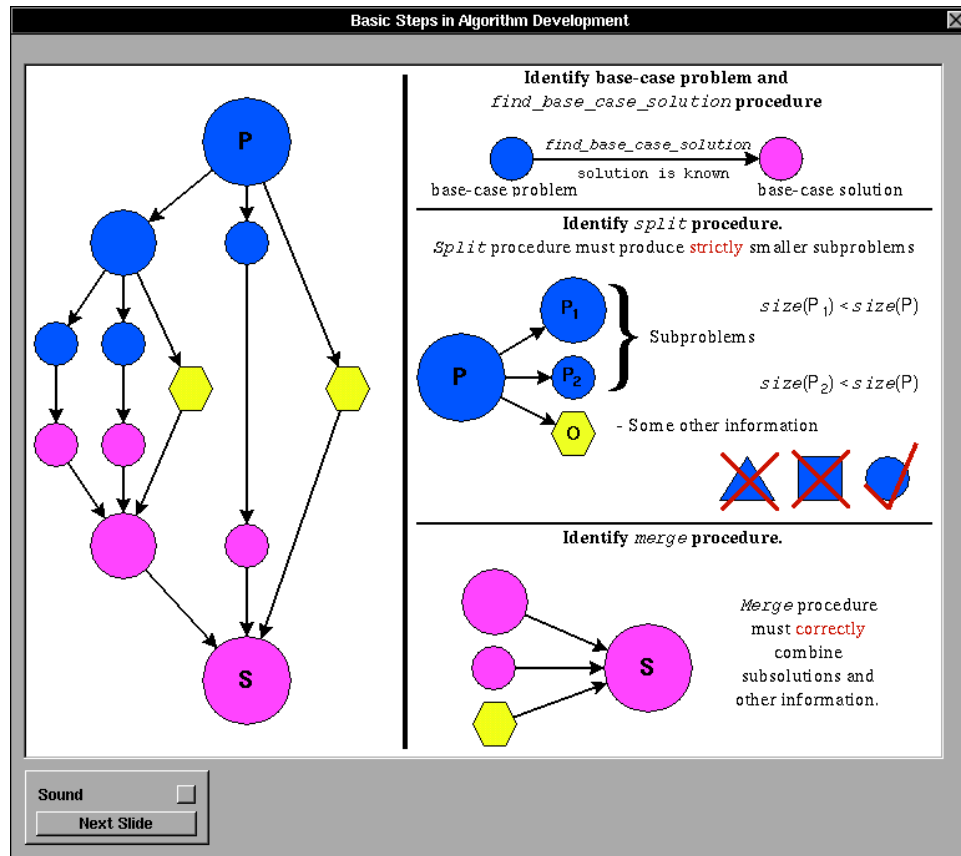 Basic Steps in Algorithm Development
P
S
Identify base-case problem and
find_base_case_solution procedure
find_base_case_solution
solution is known
base-case problem
base-case solution
Identify split procedure.
Split procedure must produce strictly smaller subproblems
P1
size(P1) < size(P)
Subproblems
P
P2
size(P2) < size(P)
O
- Some other information
Identify merge procedure.
S
Merge procedure
must correctly
combine
subsolutions and
other information.
Sound
Next Slide